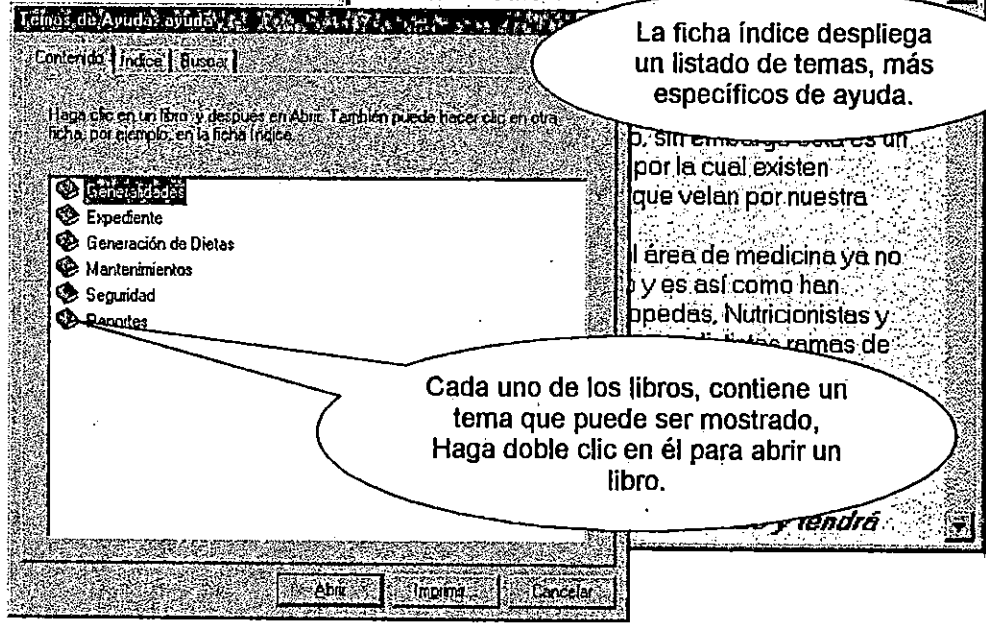 Temas de Ayuda: ayuda
Contenido Índice Buscar
Haga clic en un libro y después en Abrir. También puede hacer clic en otra
ficha, por ejemplo, en la ficha Índice.
Generalidades
Expediente
Generación de Dietas
Mantenimientos
Seguridad
Reportes
Abrir Imprimir... Cancelar
La ficha índice despliega
un listado de temas, más
específicos de ayuda.
sin embargo esta es un
por la cual existen
que velan por nuestra
área de medicina ya no
y es así como han
Nutricionistas y
ramas de
Cada uno de los libros, contiene un
tema que puede ser mostrado,
Haga doble clic en él para abrir un
libro.
y tendrá